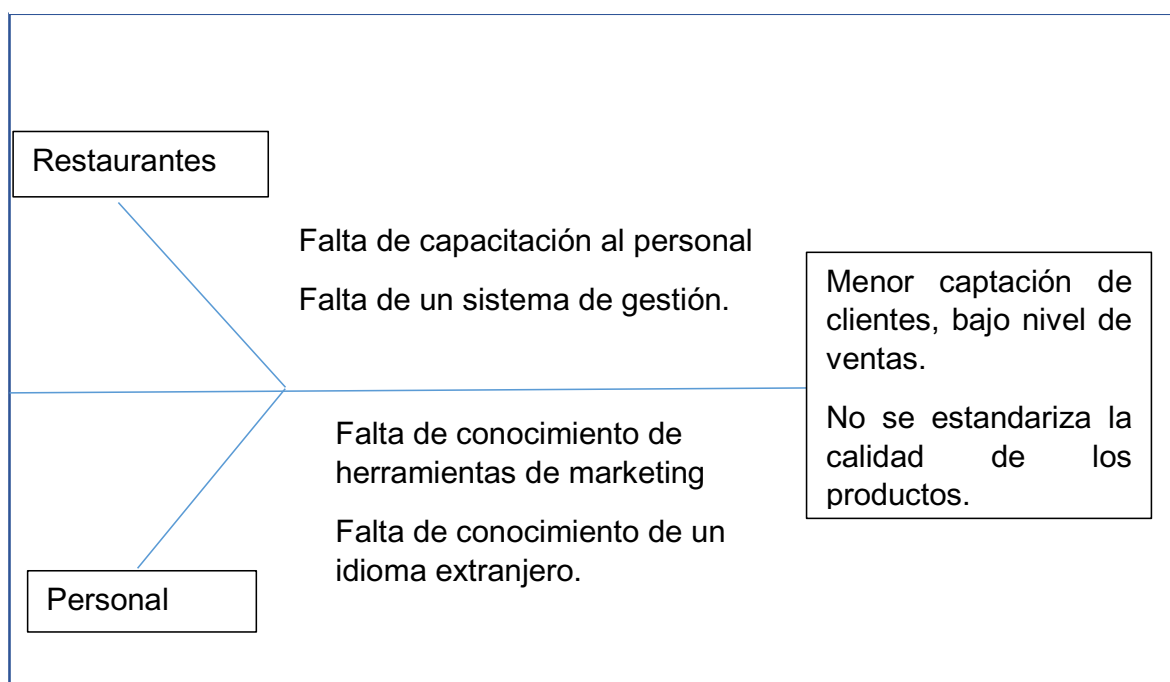 Restaurantes
Falta de capacitación al personal
Falta de un sistema de gestión.
Menor captación de
clientes, bajo nivel de
ventas.
No se estandariza la
calidad de los
productos.
Falta de conocimiento de
herramientas de marketing
Falta de conocimiento de un
idioma extranjero.
Personal